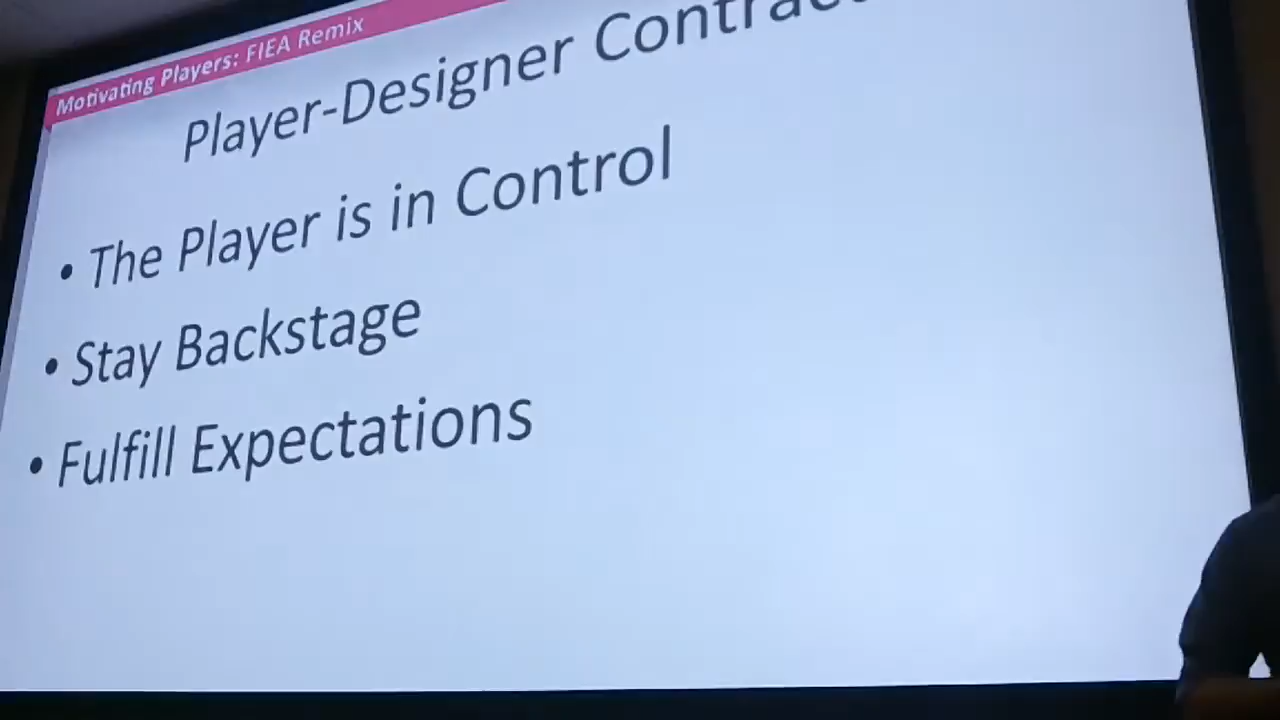 Motivating Players: FIEA Remix
Player-Designer
• The Player is in Control
• Stay Backstage
• Fulfill Expectations